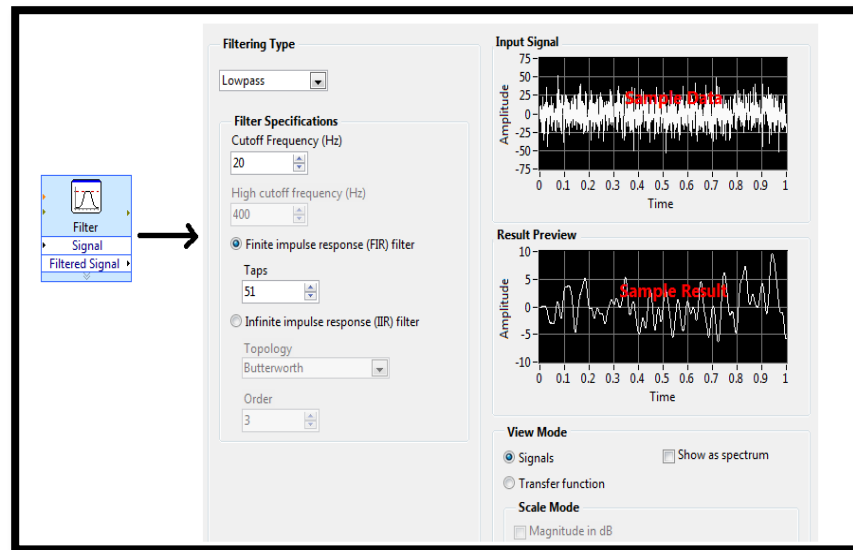 Filter
Signal
Filtered Signal
Filtering Type
Lowpass
Filter Specifications
Cutoff Frequency (Hz)
20
High cutoff frequency (Hz)
400
Finite impulse response (FIR) filter
Taps
51
Infinite impulse response (IIR) filter
Topology
Butterworth
Order
3
Input Signal
Amplitude
75
50
25
0
-25
-50
-75
Sample Data
0 0.1 0.2 0.3 0.4 0.5 0.6 0.7 0.8 0.9 1
Time
Result Preview
Amplitude
10
5
0
-5
-10
Sample Result
0 0.1 0.2 0.3 0.4 0.5 0.6 0.7 0.8 0.9 1
Time
View Mode
Signals
Show as spectrum
Transfer function
Scale Mode
Magnitude in dB